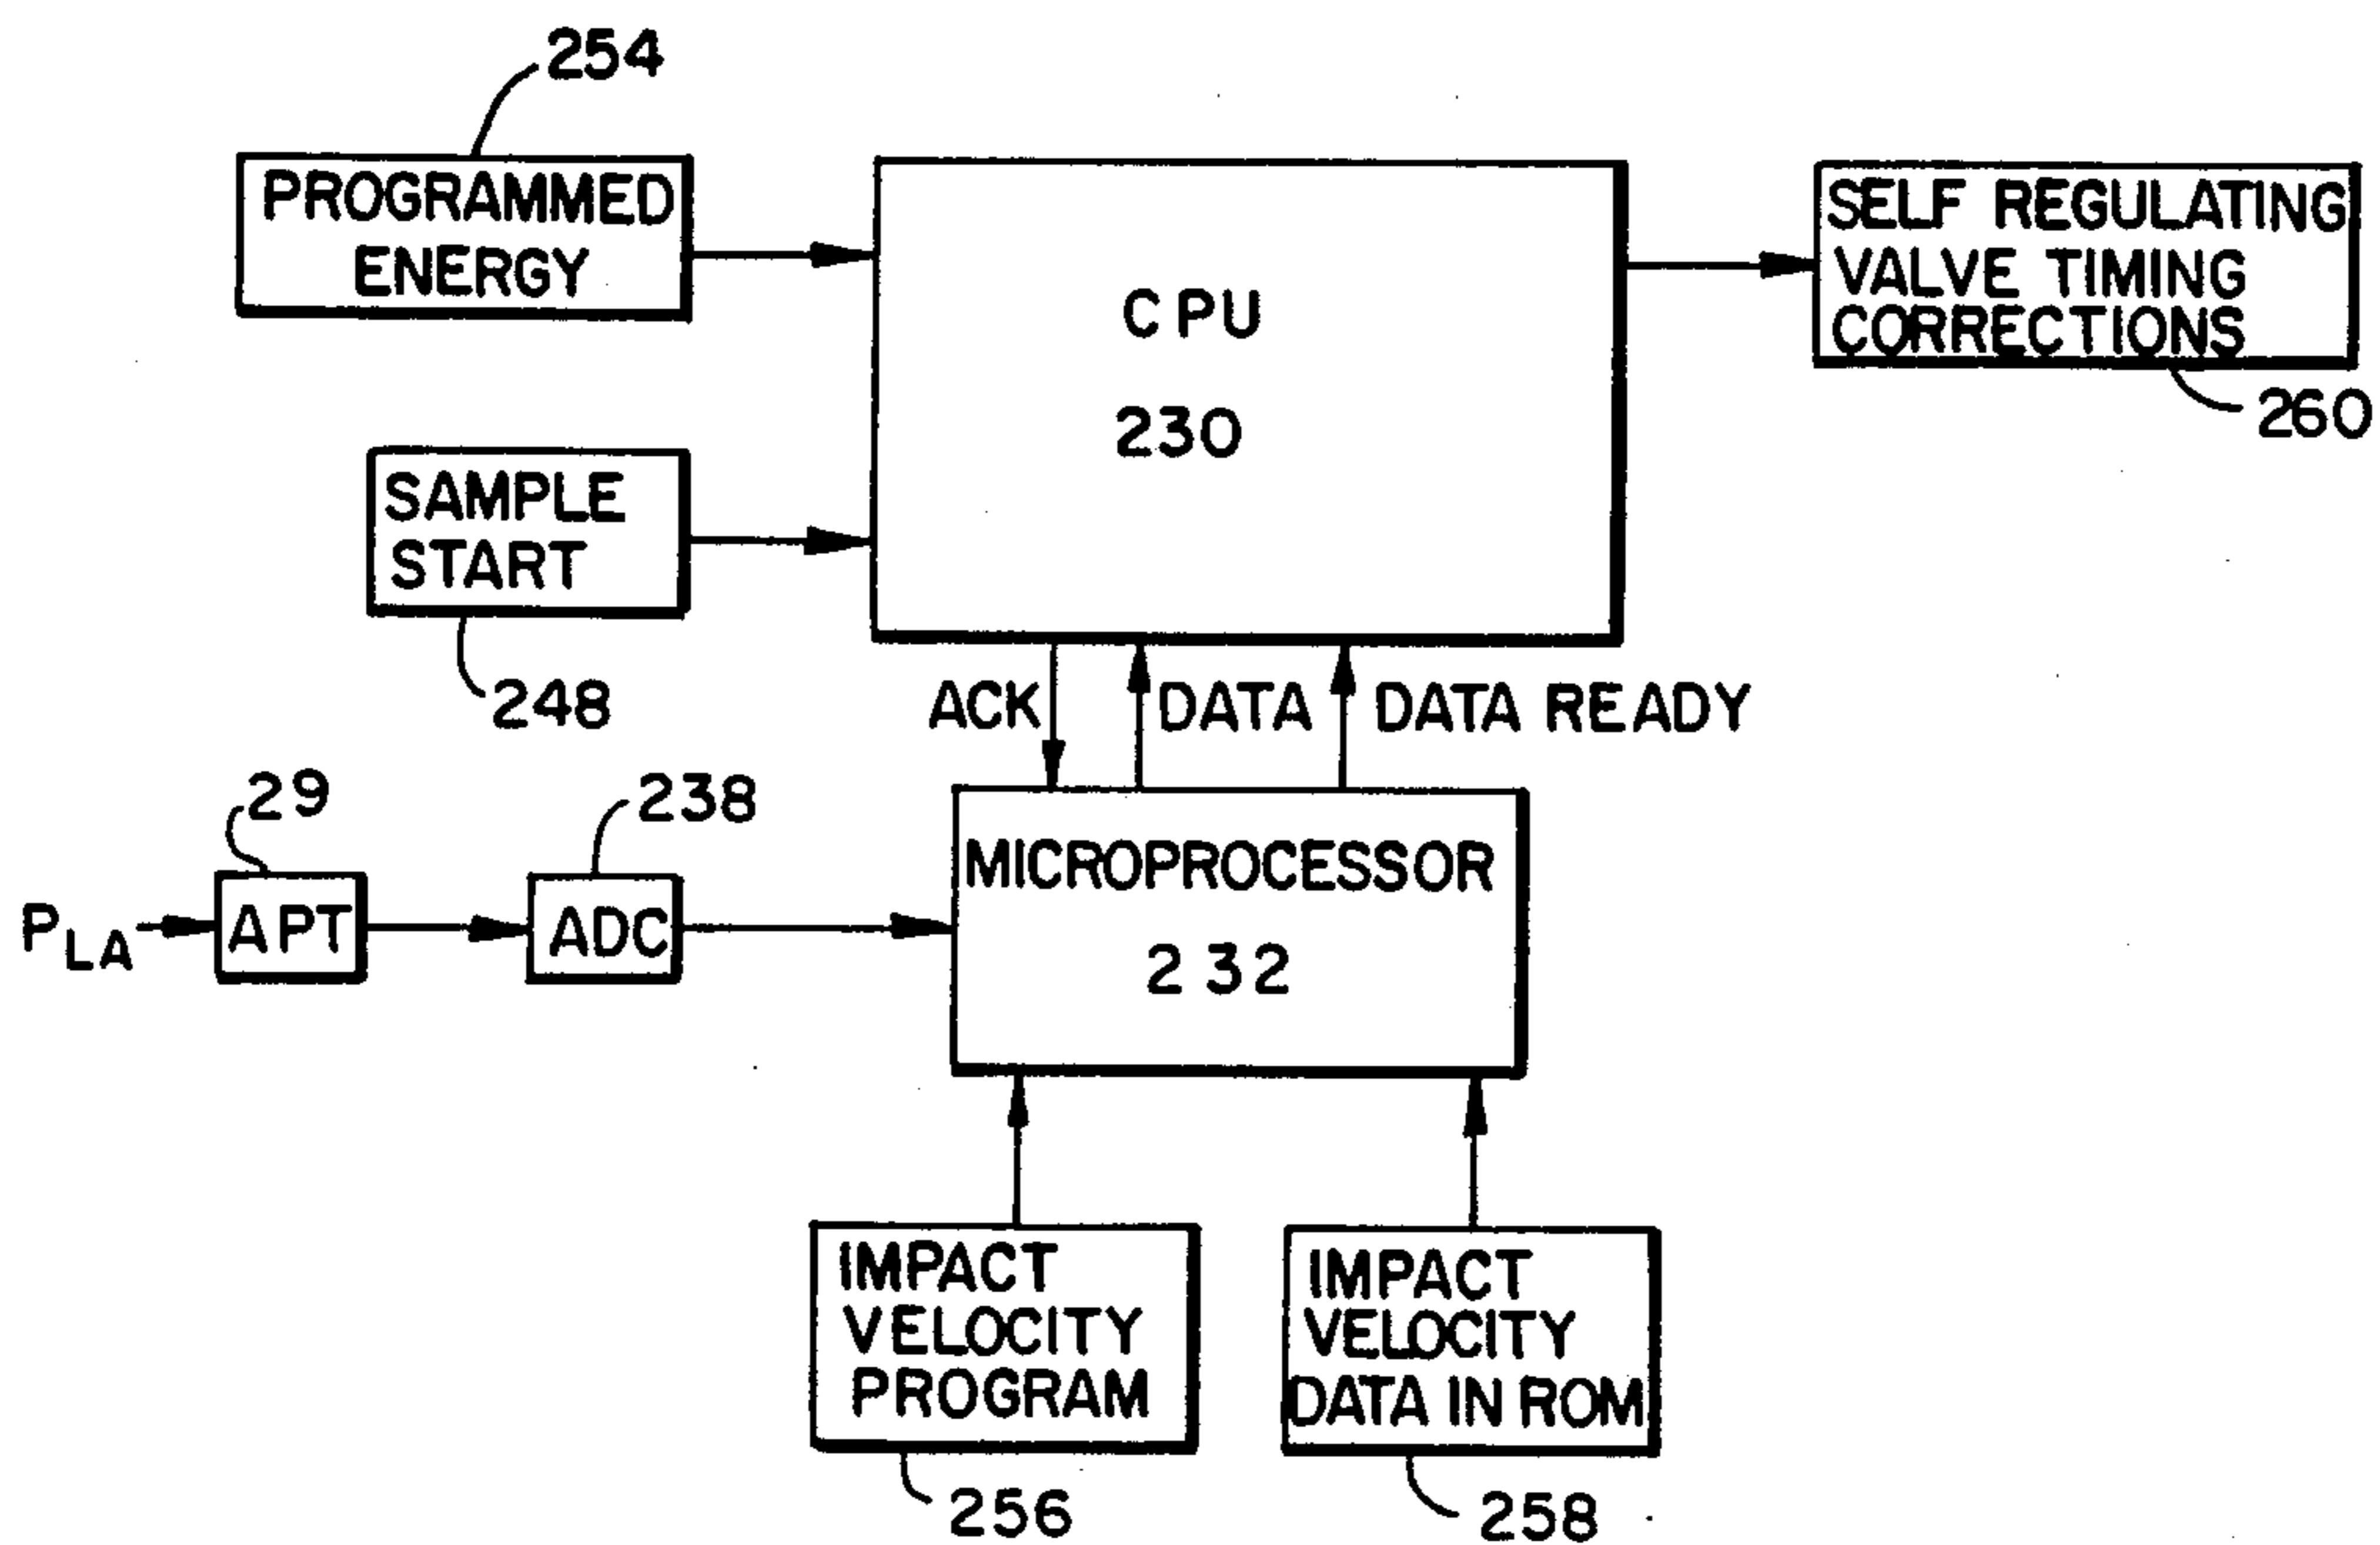 254
PROGRAMMED
ENERGY
CPU
230
SELF REGULATING
VALVE TIMING
CORRECTIONS
260
SAMPLE
START
248
ACK
DATA
DATA READY
29
238
PLA
APT
ADC
MICROPROCESSOR
232
IMPACT
VELOCITY
PROGRAM
256
IMPACT
VELOCITY
DATA IN ROM
258